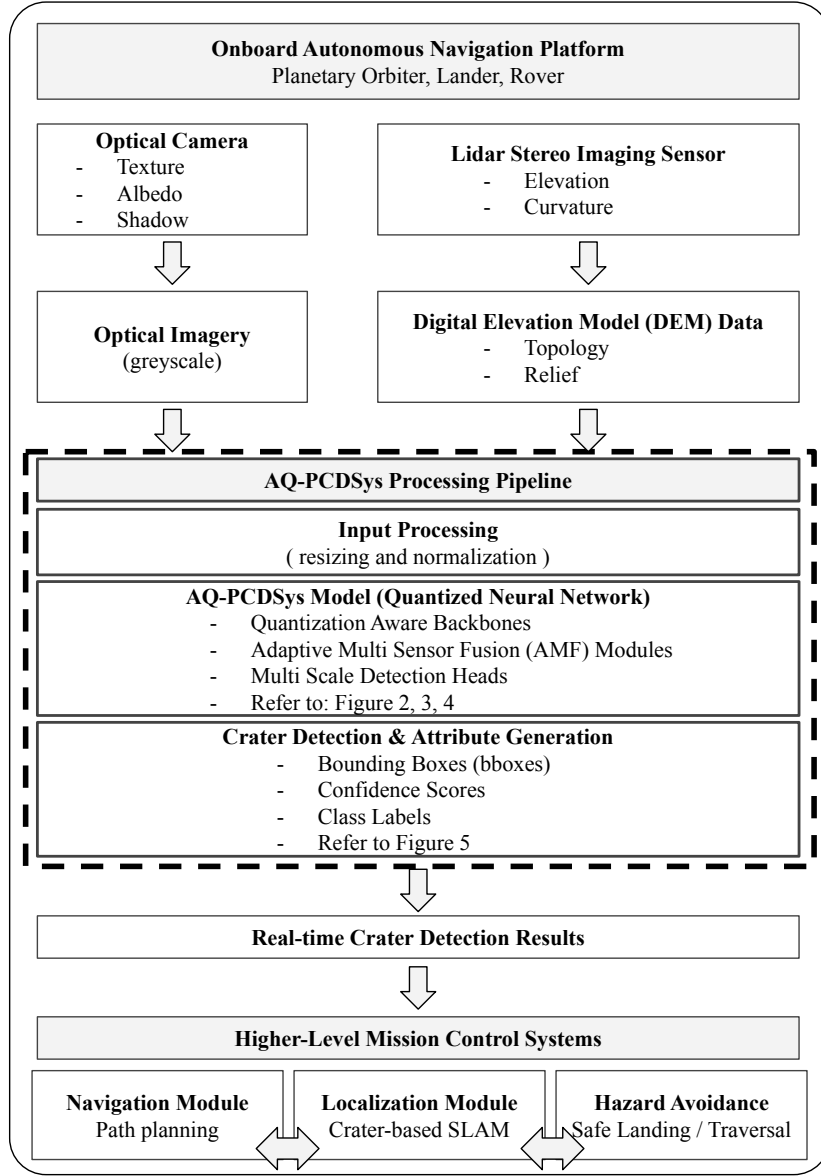 Onboard Autonomous Navigation Platform
Planetary Orbiter, Lander, Rover
Optical Camera
- Texture
- Albedo
- Shadow
Lidar Stereo Imaging Sensor
- Elevation
- Curvature
Optical Imagery
(greyscale)
Digital Elevation Model (DEM) Data
- Topology
- Relief
AQ-PCDSys Processing Pipeline
Input Processing
( resizing and normalization )
AQ-PCDSys Model (Quantized Neural Network)
- Quantization Aware Backbones
- Adaptive Multi Sensor Fusion (AMF) Modules
- Multi Scale Detection Heads
- Refer to: Figure 2, 3, 4
Crater Detection & Attribute Generation
- Bounding Boxes (bboxes)
- Confidence Scores
- Class Labels
- Refer to Figure 5
Real-time Crater Detection Results
Higher-Level Mission Control Systems
Navigation Module
Path planning
Localization Module
Crater-based SLAM
Hazard Avoidance
Safe Landing / Traversal